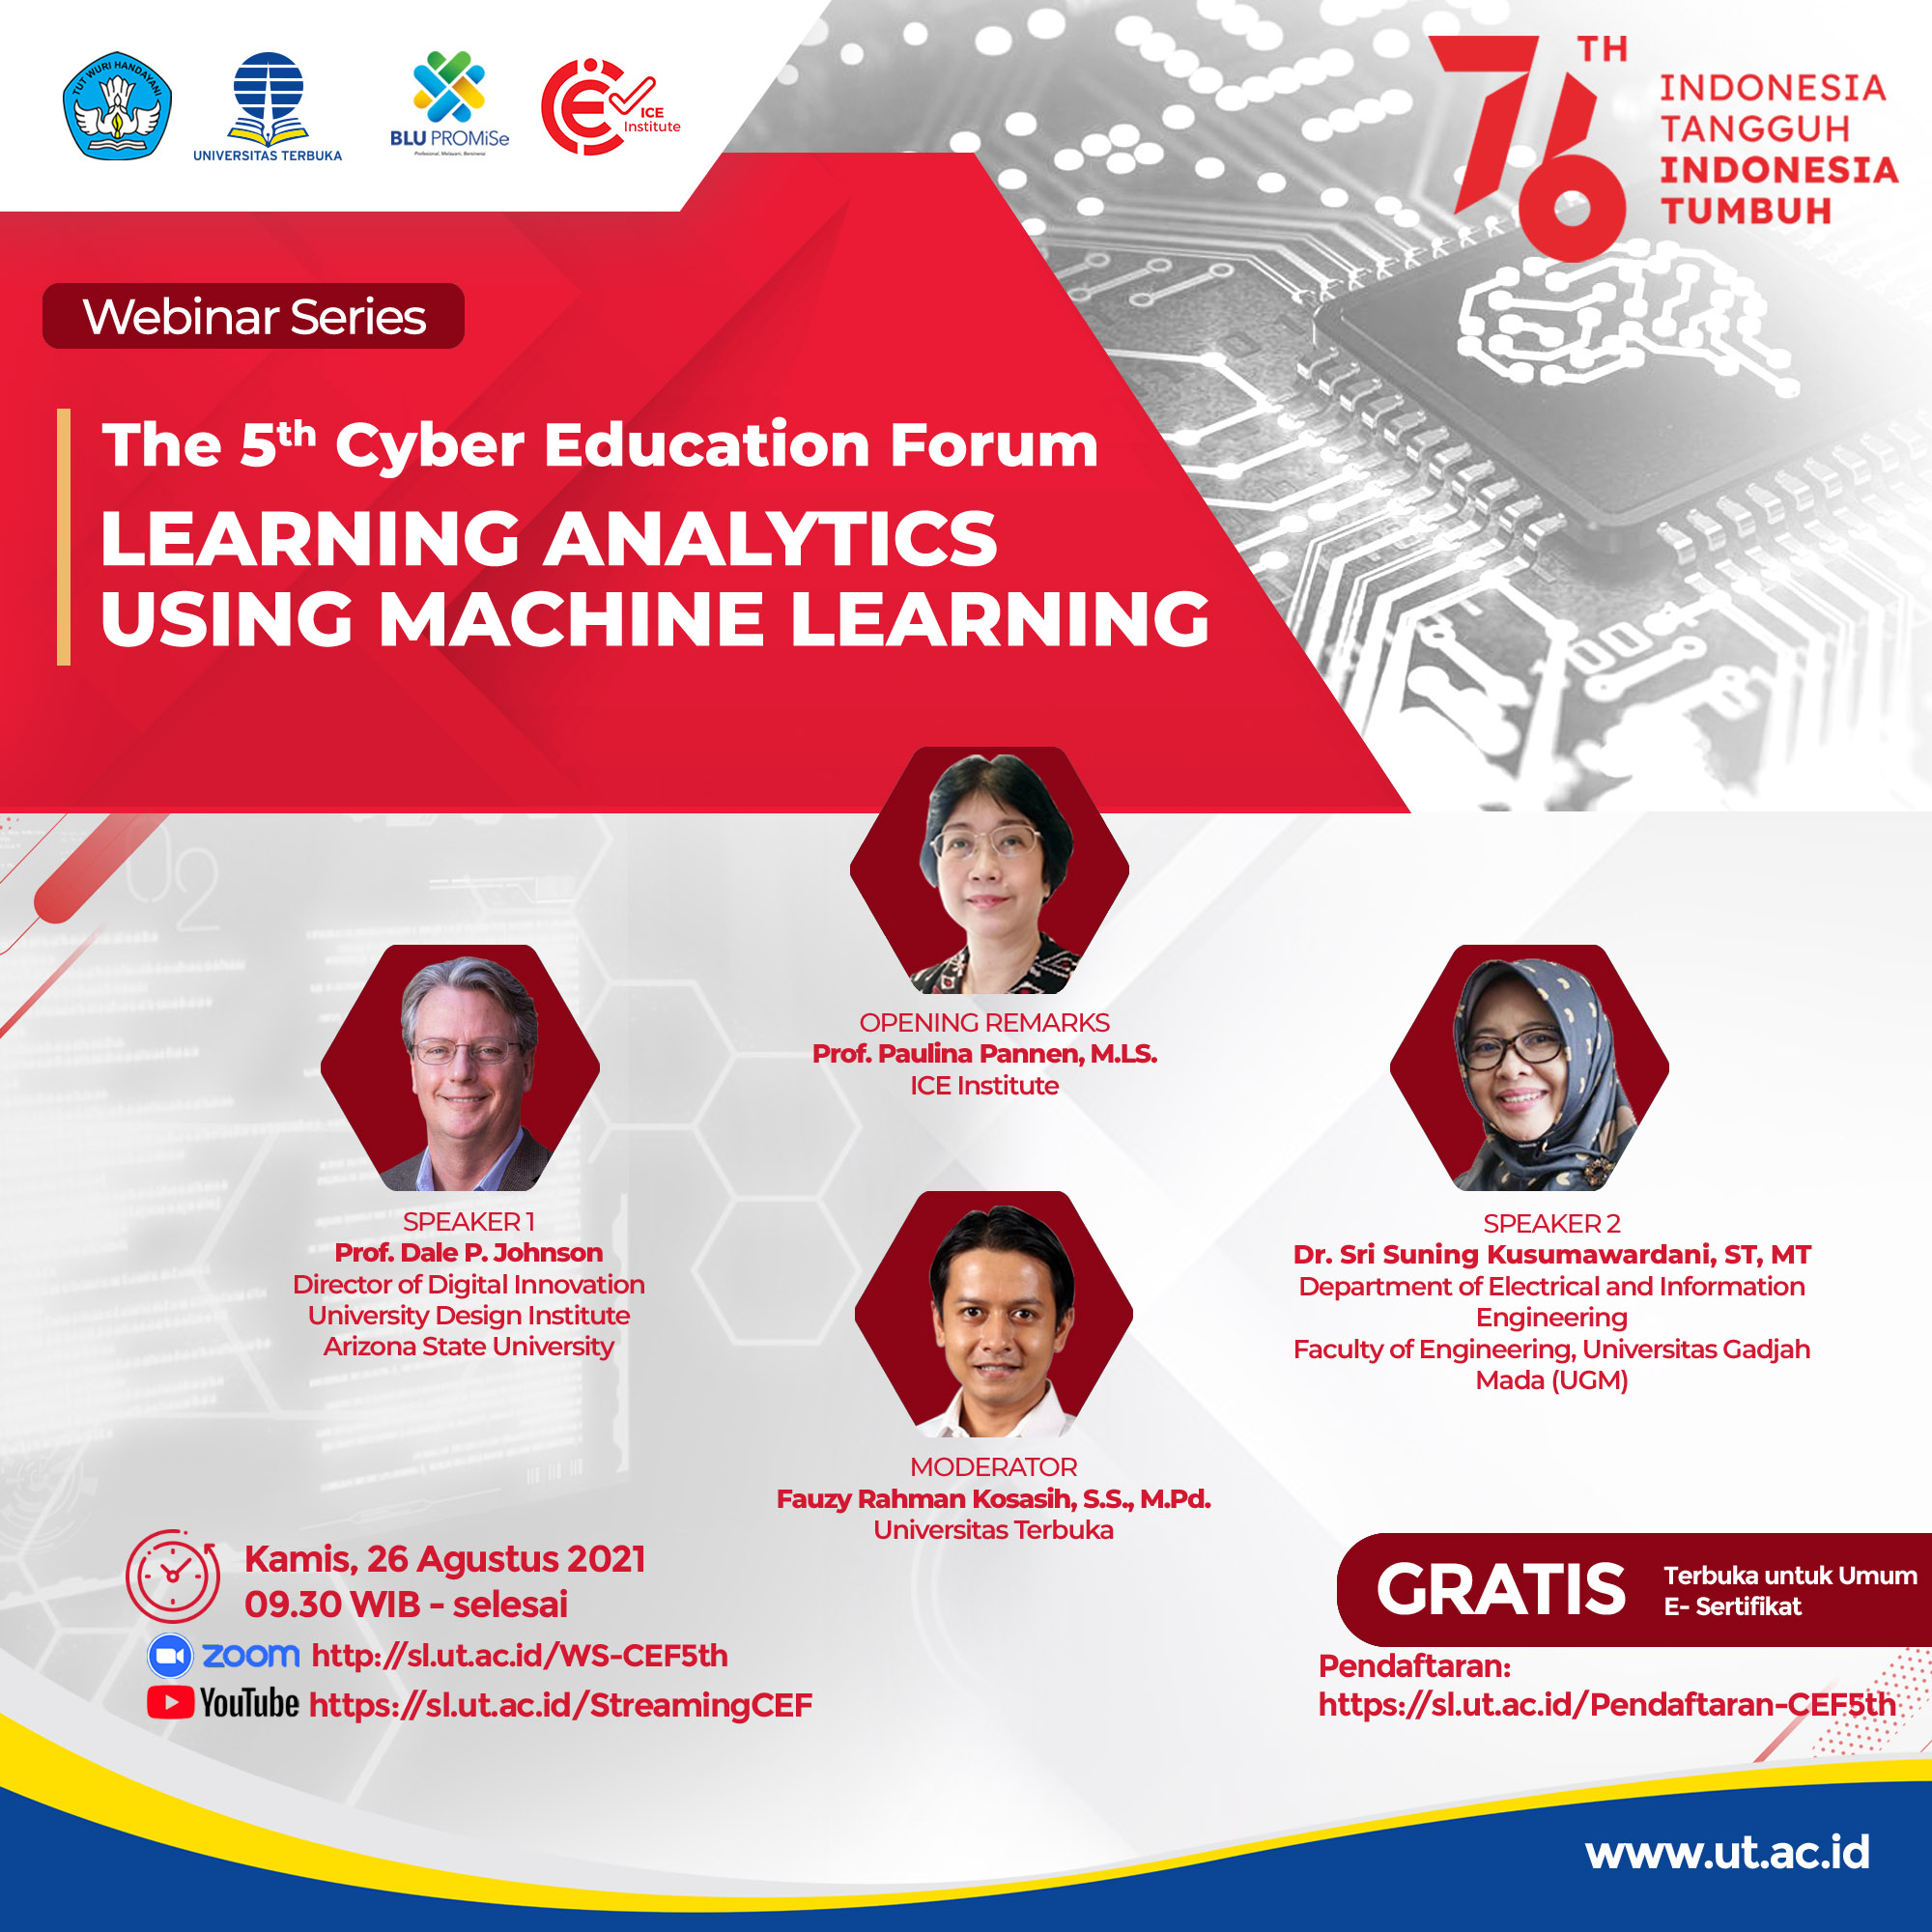 TUT WURI HANDAYANI
UNIVERSITAS TERBUKA
BLU PROMiSe
Profesional, Melayani, Bersinergi
ICE
Institute
76TH
INDONESIA
TANGGUH
INDONESIA
TUMBUH
Webinar Series
The 5th Cyber Education Forum
LEARNING ANALYTICS
USING MACHINE LEARNING
OPENING REMARKS
Prof. Paulina Pannen, M.LS.
ICE Institute
SPEAKER 1
Prof. Dale P. Johnson
Director of Digital Innovation
University Design Institute
Arizona State University
SPEAKER 2
Dr. Sri Suning Kusumawardani, ST, MT
Department of Electrical and Information
Engineering
Faculty of Engineering, Universitas Gadjah
Mada (UGM)
MODERATOR
Fauzy Rahman Kosasih, S.S., M.Pd.
Universitas Terbuka
Kamis, 26 Agustus 2021
09.30 WIB - selesai
zoom http://sl.ut.ac.id/WS-CEF5th
YouTube https://sl.ut.ac.id/StreamingCEF
GRATIS
Terbuka untuk Umum
E- Sertifikat
Pendaftaran:
https://sl.ut.ac.id/Pendaftaran-CEF5th
www.ut.ac.id